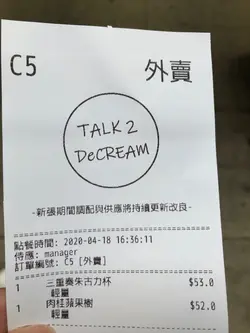 C5 外賣
TALK 2
DeCREAM
-新張期間調配與供應將持續更新改良-
點餐時間: 2020-04-18 16:36:11
侍應: manager
訂單編號: C5 [外賣]
1 三重奏朱古力杯 $53.0
輕量
1 肉桂蘋果樹 $52.0
輕量